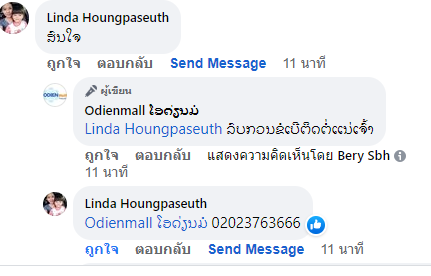 Linda Houngpaseuth
ສົນໃຈ
ถูกใจ ตอบกลับ Send Message 11 นาที
ผู้เขียน
Odienmall ໂອດ່ຽນມໍ
Linda Houngpaseuth ລົບກວນຂໍເບີຕິດຕໍ່ແນ່ເຈົ້າ
ถูกใจ ตอบกลับ แสดงความคิดเห็นโดย Bery Sbh
11 นาที
Linda Houngpaseuth
Odienmall ໂອດ່ຽນມໍ 02023763666
ถูกใจ ตอบกลับ Send Message 11 นาที